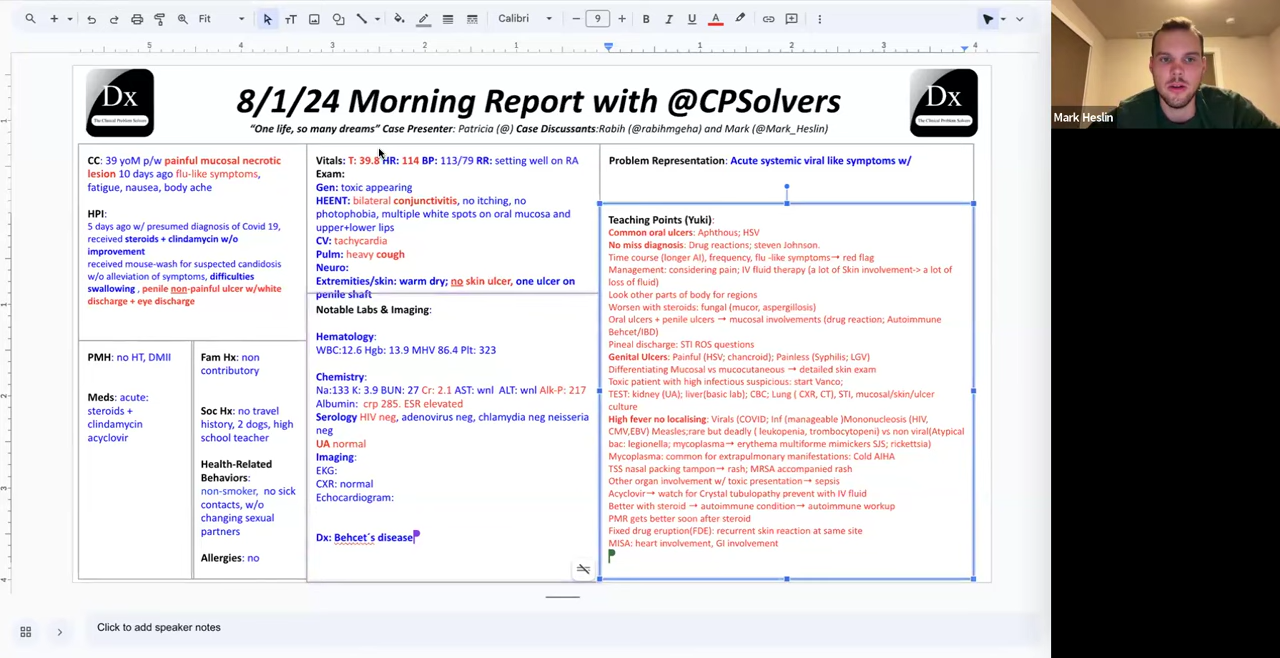 Fit
Calibri
9
B I U A
5 4 3 2 1 1 2 3 4
Dx
The Clinical Problem Solvers
8/1/24 Morning Report with @CPSolvers
"One life, so many dreams" Case Presenter: Patricia (@) Case Discussants:Rabih (@rabihmgeha) and Mark (@Mark_Heslin)
Dx
The Clinical Problem Solvers
CC: 39 yoM p/w painful mucosal necrotic
lesion 10 days ago flu-like symptoms,
fatigue, nausea, body ache
HPI:
5 days ago w/ presumed diagnosis of Covid 19,
received steroids + clindamycin w/o
improvement
received mouse-wash for suspected candidosis
w/o alleviation of symptoms, difficulties
swallowing , penile non-painful ulcer w/white
discharge + eye discharge
PMH: no HT, DMII
Meds: acute:
steroids +
clindamycin
acyclovir
Fam Hx: non
contributory
Soc Hx: no travel
history, 2 dogs, high
school teacher
Health-Related
Behaviors:
non-smoker, no sick
contacts, w/o
changing sexual
partners
Allergies: no
Vitals: T: 39.8 HR: 114 BP: 113/79 RR: setting well on RA
Exam:
Gen: toxic appearing
HEENT: bilateral conjunctivitis, no itching, no
photophobia, multiple white spots on oral mucosa and
upper+lower lips
CV: tachycardia
Pulm: heavy cough
Neuro:
Extremities/skin: warm dry; no skin ulcer, one ulcer on
penile shaft
Notable Labs & Imaging:
Hematology:
WBC:12.6 Hgb: 13.9 MHV 86.4 Plt: 323
Chemistry:
Na:133 K: 3.9 BUN: 27 Cr: 2.1 AST: wnl ALT: wnl Alk-P: 217
Albumin: crp 285. ESR elevated
Serology HIV neg, adenovirus neg, chlamydia neg neisseria
neg
UA normal
Imaging:
EKG:
CXR: normal
Echocardiogram:
Dx: Behcet´s disease
Problem Representation: Acute systemic viral like symptoms w/
Teaching Points (Yuki):
Common oral ulcers: Aphthous; HSV
No miss diagnosis: Drug reactions; steven Johnson.
Time course (longer AI), frequency, flu -like symptoms→ red flag
Management: considering pain; IV fluid therapy (a lot of Skin involvement-> a lot of
loss of fluid)
Look other parts of body for regions
Worsen with steroids: fungal (mucor, aspergillosis)
Oral ulcers + penile ulcers → mucosal involvements (drug reaction; Autoimmune
Behcet/IBD)
Pineal discharge: STI ROS questions
Genital Ulcers: Painful (HSV; chancroid); Painless (Syphilis; LGV)
Differentiating Mucosal vs mucocutaneous → detailed skin exam
Toxic patient with high infectious suspicious: start Vanco;
TEST: kidney (UA); liver(basic lab); CBC; Lung ( CXR, CT), STI, mucosal/skin/ulcer
culture
High fever no localising: Virals (COVID; Inf (manageable )Mononucleosis (HIV,
CMV,EBV) Measles;rare but deadly ( leukopenia, trombocytopeni) vs non viral(Atypical
bac: legionella; mycoplasma→ erythema multiforme mimickers SJS; rickettsia)
Mycoplasma: common for extrapulmonary manifestations: Cold AIHA
TSS nasal packing tampon→ rash; MRSA accompanied rash
Other organ involvement w/ toxic presentation→ sepsis
Acyclovir→ watch for Crystal tubulopathy prevent with IV fluid
Better with steroid → autoimmune condition→ autoimmune workup
PMR gets better soon after steroid
Fixed drug eruption(FDE): recurrent skin reaction at same site
MISA: heart involvement, GI involvement
Click to add speaker notes
Mark Heslin